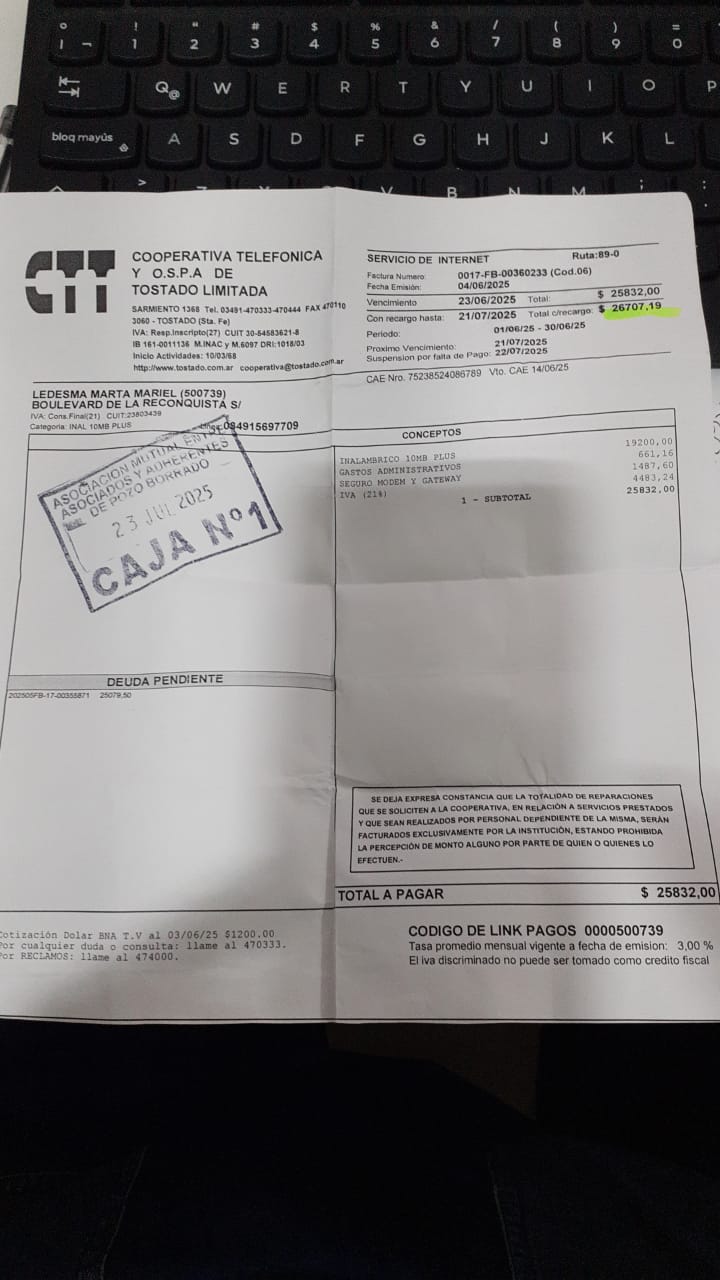 bloq mayús
CTT
COOPERATIVA TELEFONICA
Y O.S.P.A DE
TOSTADO LIMITADA
SARMIENTO 1368 Tel. 03491-470333-470444 FAX 470110
3060 - TOSTADO (Sta. Fe)
IVA: Resp.Inscripto(27) CUIT 30-54583621-8
IB 161-0011136 M.INAC y M.6097 DRI:1018/03
Inicio Actividades: 10/03/68
http://www.tostado.com.ar cooperativa@tostado.com.ar
SERVICIO DE INTERNET Ruta:89-0
Factura Numero: 0017-FB-00360233 (Cod.06)
Fecha Emisión: 04/06/2025
Vencimiento 23/06/2025 Total: $ 25832,00
Con recargo hasta: 21/07/2025 Total c/recargo: $ 26707,19
Periodo: 01/06/25 - 30/06/25
Proximo Vencimiento: 21/07/2025
Suspension por falta de Pago: 22/07/2025
CAE Nro. 75238524086789 Vto. CAE 14/06/25
LEDESMA MARTA MARIEL (500739)
BOULEVARD DE LA RECONQUISTA S/
IVA: Cons.Final(21) CUIT:23803439
Categoria: INAL 10MB PLUS 084915697709
ASOCIACION MUTUAL ENTRE
ASOCIADOS Y ADHERENTES
DE POZO BORRADO
23 JUL 2025
CAJA Nº1
CONCEPTOS
INALAMBRICO 10MB PLUS 19200,00
GASTOS ADMINISTRATIVOS 661,16
SEGURO MODEM Y GATEWAY 1487,60
IVA (21%) 4483,24
1 - SUBTOTAL 25832,00
DEUDA PENDIENTE
202505FB-17-00355871 25079,50
SE DEJA EXPRESA CONSTANCIA QUE LA TOTALIDAD DE REPARACIONES
QUE SE SOLICITEN A LA COOPERATIVA, EN RELACIÓN A SERVICIOS PRESTADOS
Y QUE SEAN REALIZADOS POR PERSONAL DEPENDIENTE DE LA MISMA, SERÁN
FACTURADOS EXCLUSIVAMENTE POR LA INSTITUCIÓN, ESTANDO PROHIBIDA
LA PERCEPCIÓN DE MONTO ALGUNO POR PARTE DE QUIEN O QUIENES LO
EFECTUEN.-
TOTAL A PAGAR $ 25832,00
Cotización Dolar BNA T.V al 03/06/25 $1200.00
Por cualquier duda o consulta: llame al 470333.
Por RECLAMOS: llame al 474000.
CODIGO DE LINK PAGOS 0000500739
Tasa promedio mensual vigente a fecha de emision: 3,00 %
El iva discriminado no puede ser tomado como credito fiscal